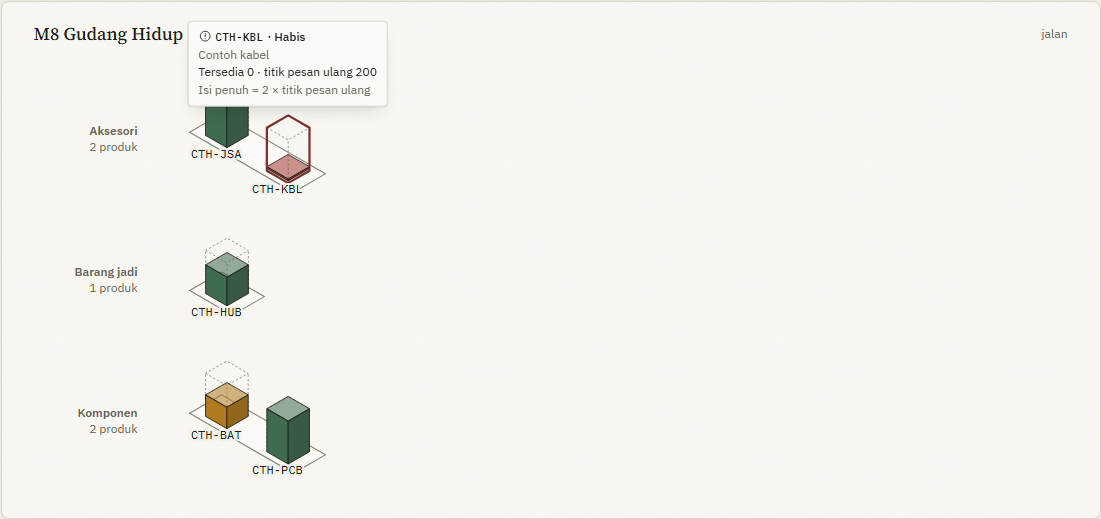 M8 Gudang Hidup
jalan
CTH-KBL · Habis
Contoh kabel
Tersedia 0 · titik pesan ulang 200
Isi penuh = 2 × titik pesan ulang
Aksesori
2 produk
CTH-JSA
CTH-KBL
Barang jadi
1 produk
CTH-HUB
Komponen
2 produk
CTH-BAT
CTH-PCB